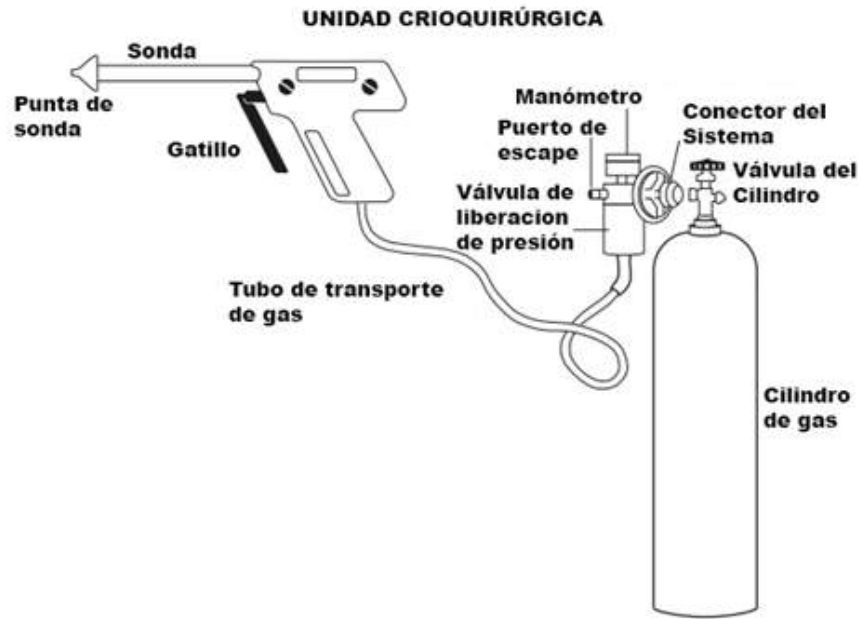 UNIDAD CRIOQUIRÚRGICA
Sonda
Punta de
sonda
Gatillo
Manómetro
Puerto de
escape
Conector del
Sistema
Válvula del
Cilindro
Válvula de
liberacion
de presión
Tubo de transporte
de gas
Cilindro
de gas